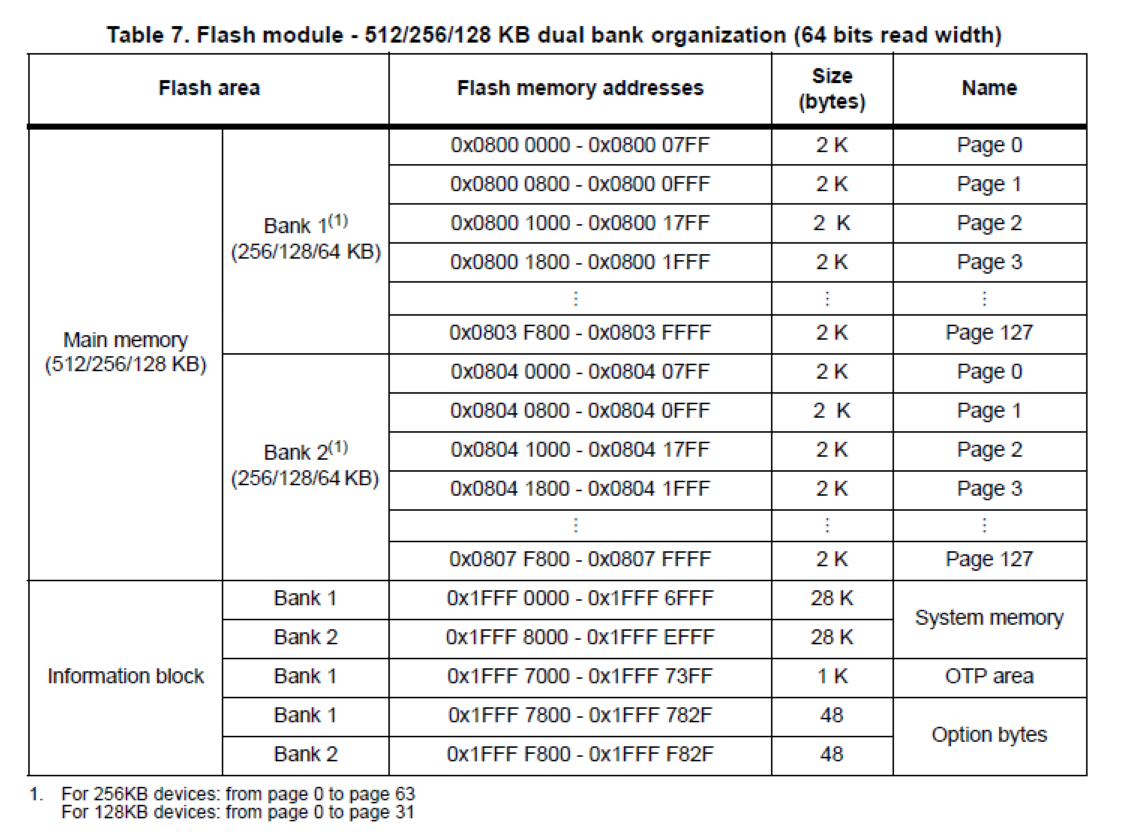 Table 7. Flash module - 512/256/128 KB dual bank organization (64 bits read width)
Flash area Flash memory addresses Size (bytes) Name
Main memory (512/256/128 KB)
Bank 1(1) (256/128/64 KB)
0x0800 0000 - 0x0800 07FF 2 K Page 0
0x0800 0800 - 0x0800 0FFF 2 K Page 1
0x0800 1000 - 0x0800 17FF 2 K Page 2
0x0800 1800 - 0x0800 1FFF 2 K Page 3
⋮ ⋮ ⋮
0x0803 F800 - 0x0803 FFFF 2 K Page 127
Bank 2(1) (256/128/64 KB)
0x0804 0000 - 0x0804 07FF 2 K Page 0
0x0804 0800 - 0x0804 0FFF 2 K Page 1
0x0804 1000 - 0x0804 17FF 2 K Page 2
0x0804 1800 - 0x0804 1FFF 2 K Page 3
⋮ ⋮ ⋮
0x0807 F800 - 0x0807 FFFF 2 K Page 127
Information block
Bank 1 0x1FFF 0000 - 0x1FFF 6FFF 28 K System memory
Bank 2 0x1FFF 8000 - 0x1FFF EFFF 28 K
Bank 1 0x1FFF 7000 - 0x1FFF 73FF 1 K OTP area
Bank 1 0x1FFF 7800 - 0x1FFF 782F 48 Option bytes
Bank 2 0x1FFF F800 - 0x1FFF F82F 48
1. For 256KB devices: from page 0 to page 63
For 128KB devices: from page 0 to page 31